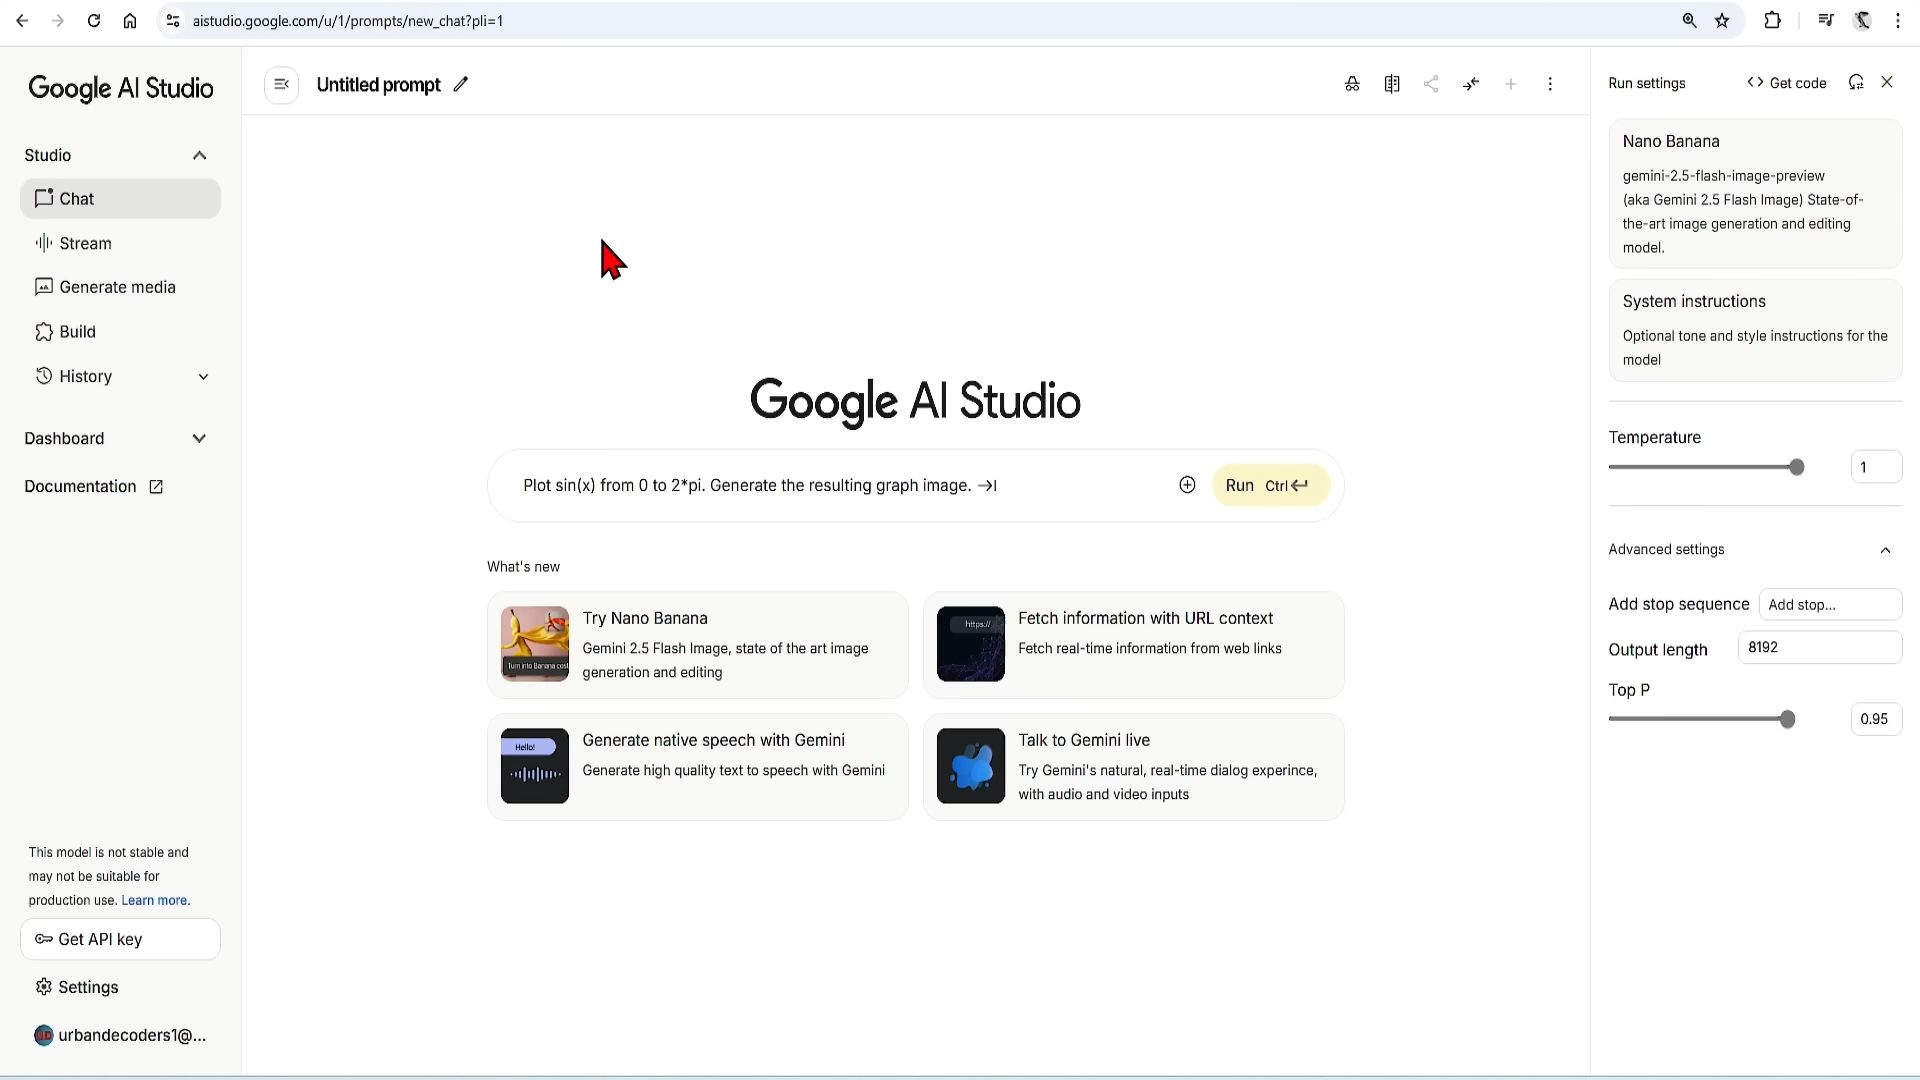 aistudio.google.com/u/1/prompts/new_chat?pli=1
Google AI Studio
Studio
Chat
Stream
Generate media
Build
History
Dashboard
Documentation
This model is not stable and
may not be suitable for
production use. Learn more.
Get API key
Settings
urbandecoders1@...
Untitled prompt
Google AI Studio
Plot sin(x) from 0 to 2*pi. Generate the resulting graph image.
Run Ctrl
What's new
Try Nano Banana
Gemini 2.5 Flash Image, state of the art image
generation and editing
Turn into Banana cost
Fetch information with URL context
Fetch real-time information from web links
https://
Generate native speech with Gemini
Generate high quality text to speech with Gemini
Hello!
Talk to Gemini live
Try Gemini's natural, real-time dialog experince,
with audio and video inputs
Run settings
Get code
Nano Banana
gemini-2.5-flash-image-preview
(aka Gemini 2.5 Flash Image) State-of-
the-art image generation and editing
model.
System instructions
Optional tone and style instructions for the
model
Temperature
1
Advanced settings
Add stop sequence
Add stop...
Output length
8192
Top P
0.95